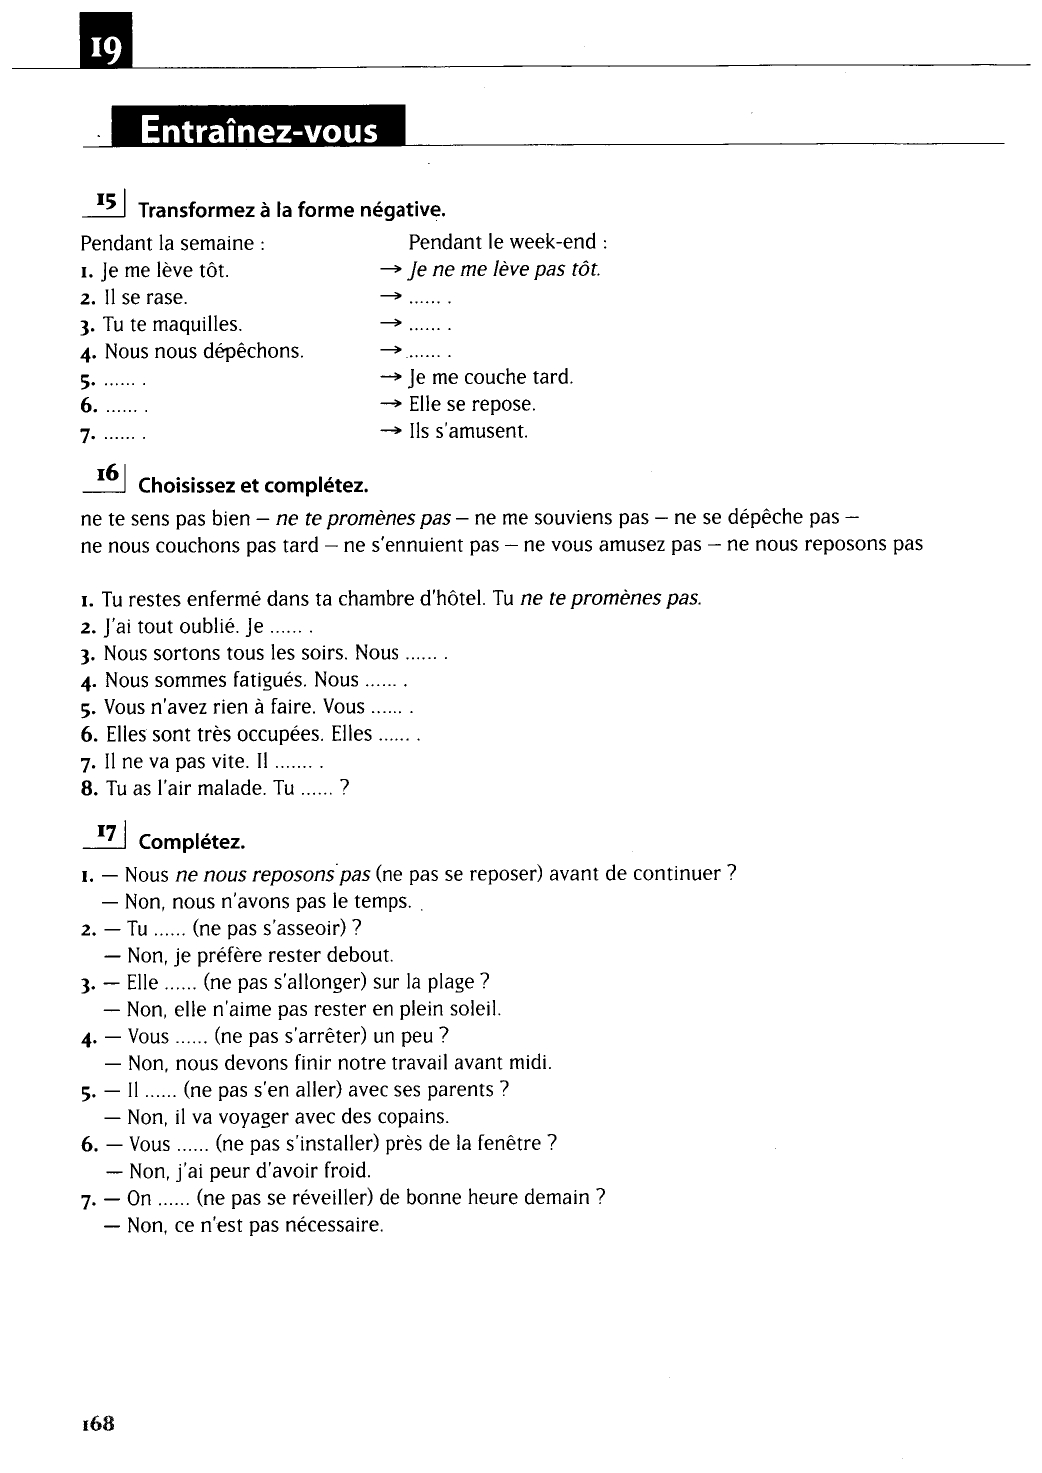 19
Entraînez-vous
15 Transformez à la forme négative.
Pendant la semaine : Pendant le week-end :
1. Je me lève tôt. → Je ne me lève pas tôt.
2. Il se rase. → ...... .
3. Tu te maquilles. → ...... .
4. Nous nous dépêchons. → ...... .
5. ...... . → Je me couche tard.
6. ...... . → Elle se repose.
7. ...... . → Ils s'amusent.
16 Choisissez et complétez.
ne te sens pas bien – ne te promènes pas – ne me souviens pas – ne se dépêche pas –
ne nous couchons pas tard – ne s'ennuient pas – ne vous amusez pas – ne nous reposons pas
1. Tu restes enfermé dans ta chambre d'hôtel. Tu ne te promènes pas.
2. J'ai tout oublié. Je ...... .
3. Nous sortons tous les soirs. Nous ...... .
4. Nous sommes fatigués. Nous ...... .
5. Vous n'avez rien à faire. Vous ...... .
6. Elles sont très occupées. Elles ...... .
7. Il ne va pas vite. Il ....... .
8. Tu as l'air malade. Tu ...... ?
17 Complétez.
1. — Nous ne nous reposons pas (ne pas se reposer) avant de continuer ?
— Non, nous n'avons pas le temps.
2. — Tu ...... (ne pas s'asseoir) ?
— Non, je préfère rester debout.
3. — Elle ...... (ne pas s'allonger) sur la plage ?
— Non, elle n'aime pas rester en plein soleil.
4. — Vous ...... (ne pas s'arrêter) un peu ?
— Non, nous devons finir notre travail avant midi.
5. — Il ...... (ne pas s'en aller) avec ses parents ?
— Non, il va voyager avec des copains.
6. — Vous ...... (ne pas s'installer) près de la fenêtre ?
— Non, j'ai peur d'avoir froid.
7. — On ...... (ne pas se réveiller) de bonne heure demain ?
— Non, ce n'est pas nécessaire.
168